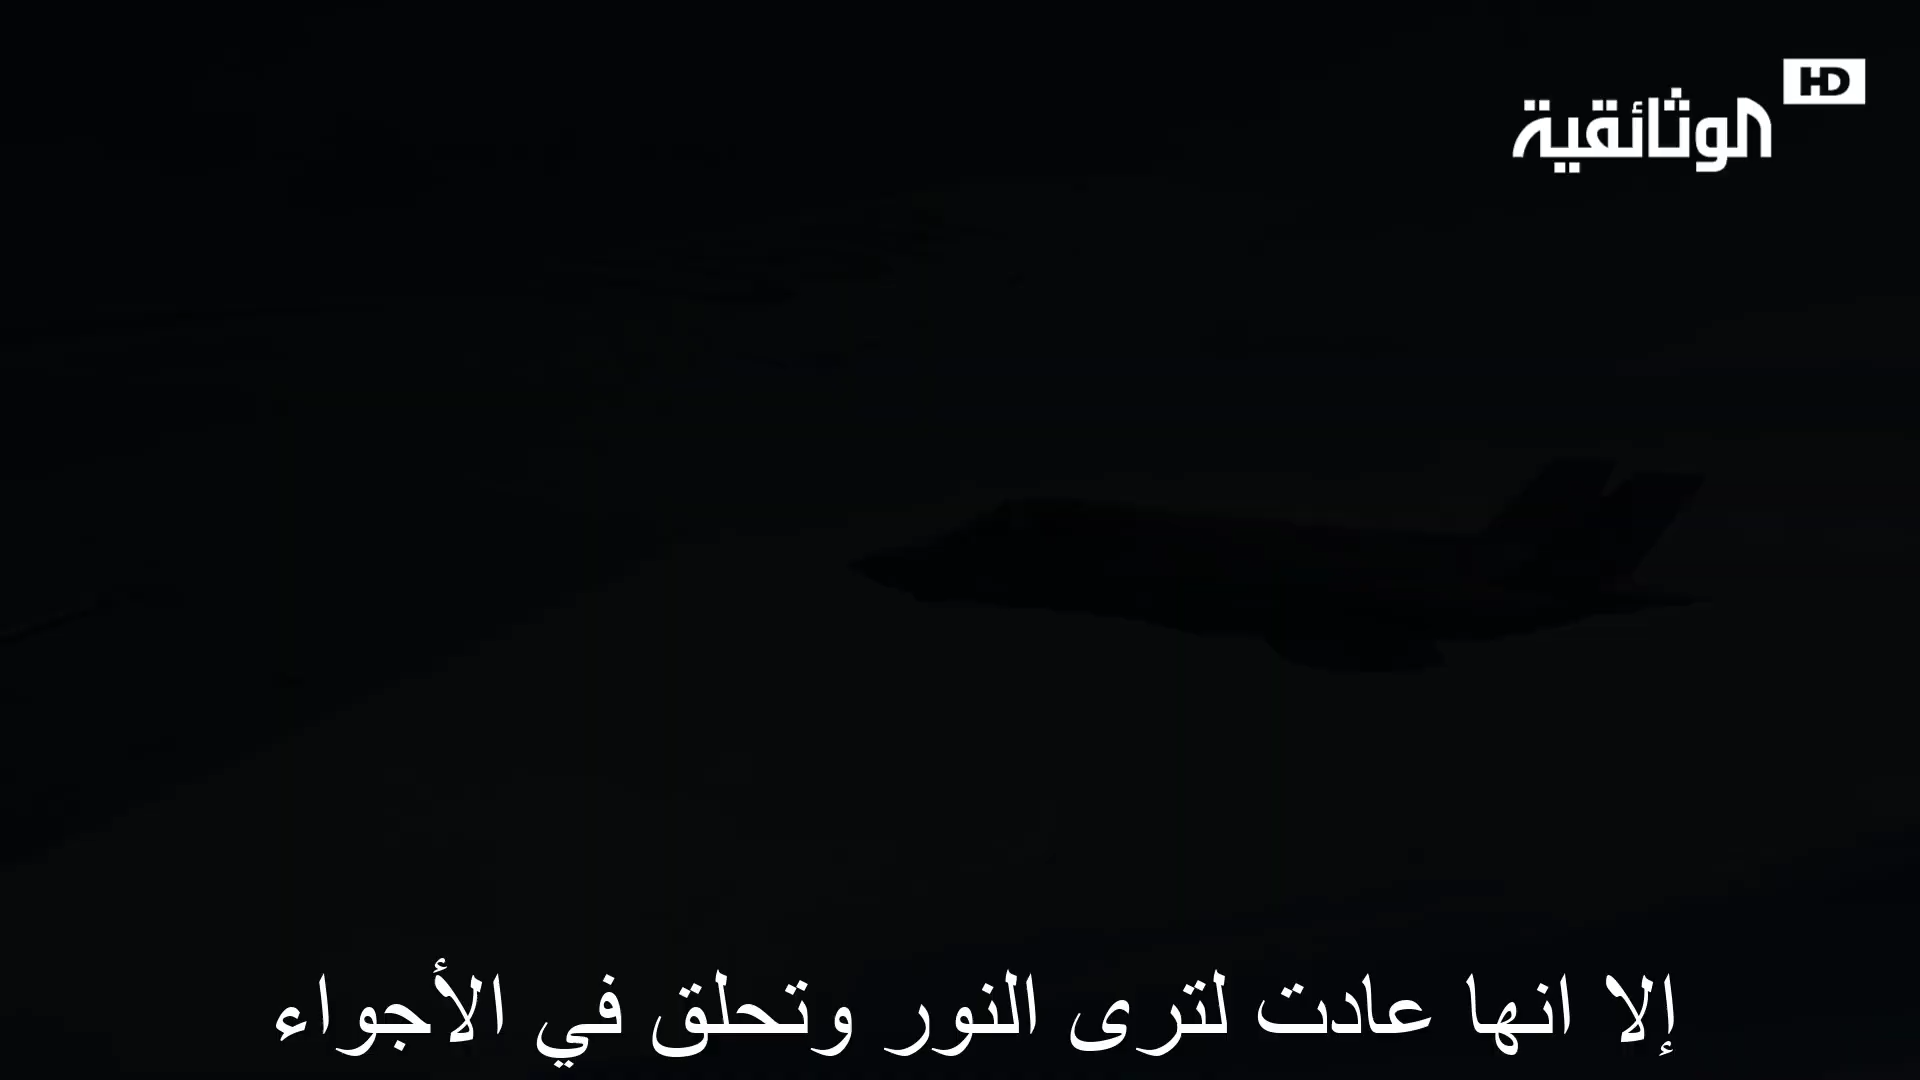 HD
الوثائقية
إلا انها عادت لترى النور وتحلق في الأجواء